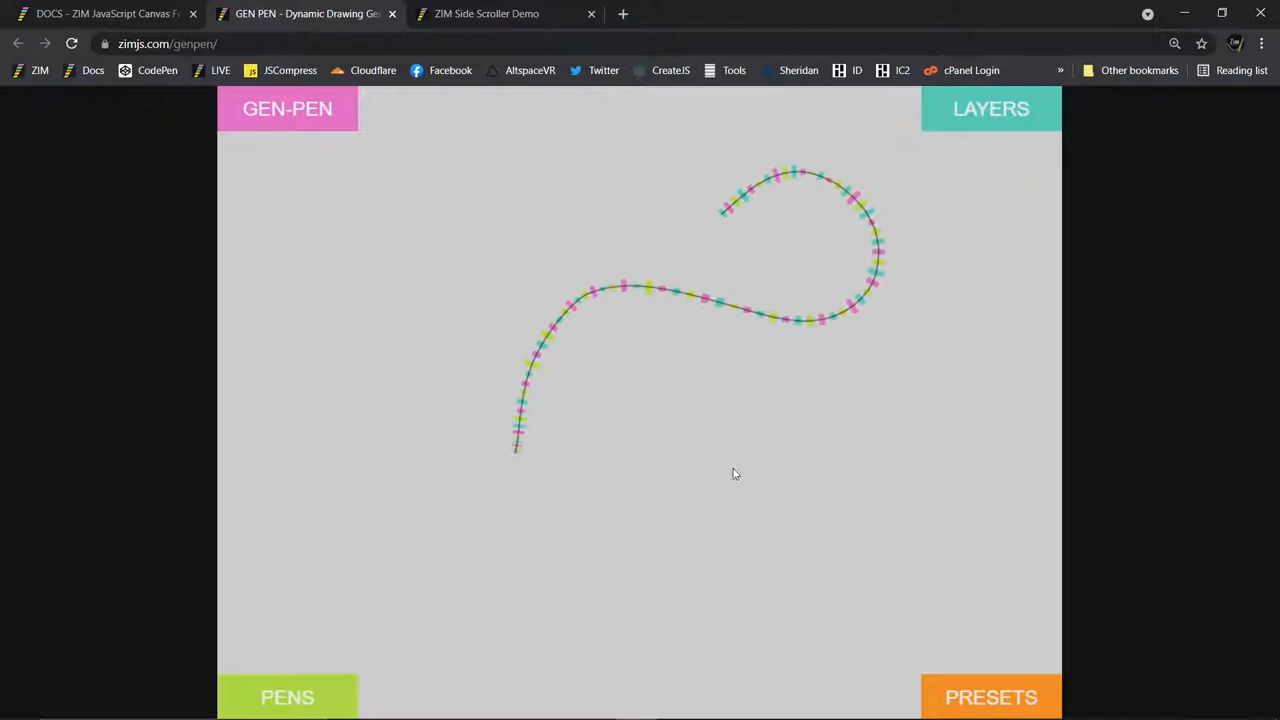 DOCS - ZIM JavaScript Canvas F
GEN PEN - Dynamic Drawing Ge
ZIM Side Scroller Demo
zimjs.com/genpen/
Zim
ZIM
Docs
CodePen
LIVE
JS
JSCompress
Cloudflare
Facebook
AltspaceVR
Twitter
CreateJS
Tools
Sheridan
ID
IC2
cPanel Login
»
Other bookmarks
Reading list
GEN-PEN
LAYERS
PENS
PRESETS